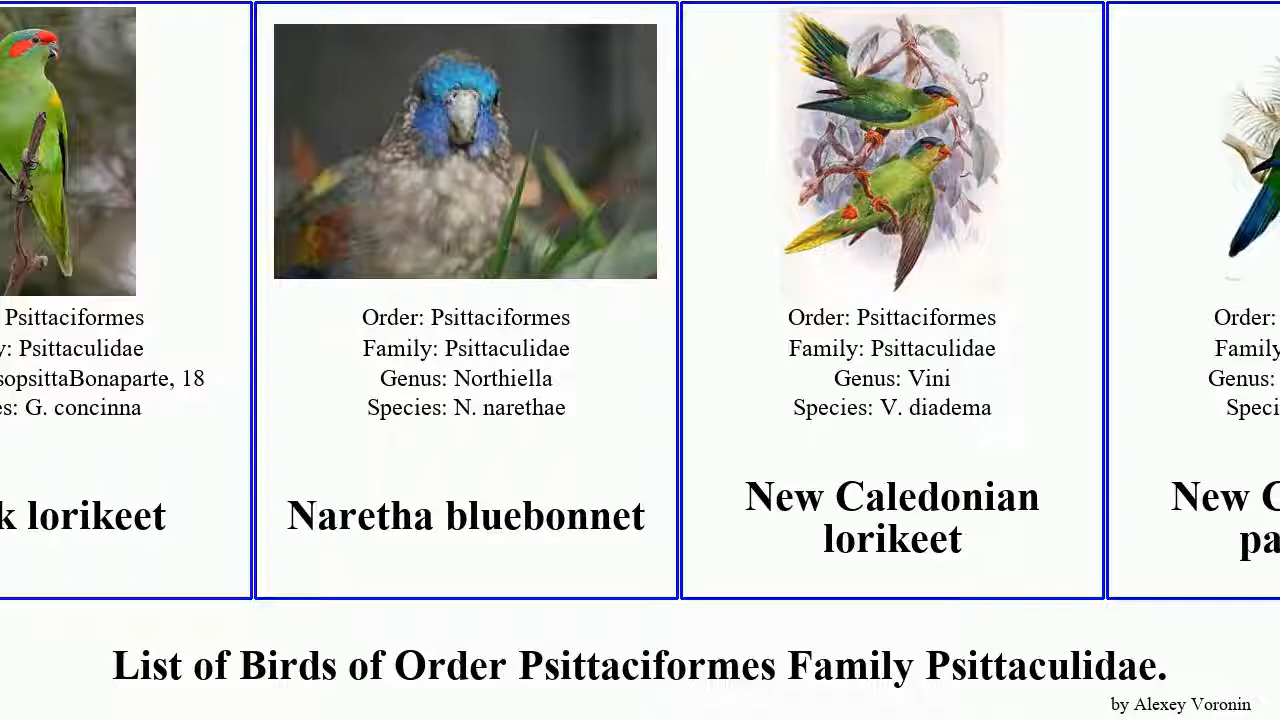 Psittaciformes
y: Psittaculidae
sopsittaBonaparte, 18
es: G. concinna
k lorikeet
Order: Psittaciformes
Family: Psittaculidae
Genus: Northiella
Species: N. narethae
Naretha bluebonnet
Order: Psittaciformes
Family: Psittaculidae
Genus: Vini
Species: V. diadema
New Caledonian
lorikeet
Order:
Family
Genus:
Speci
New C
pa
List of Birds of Order Psittaciformes Family Psittaculidae.
by Alexey Voronin